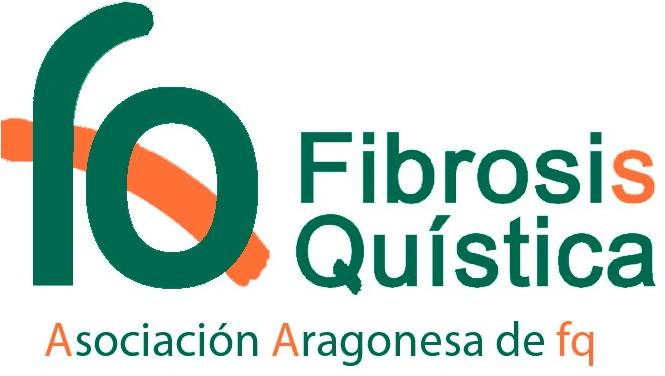 fq
Fibrosis
Quística
Asociación Aragonesa de fq